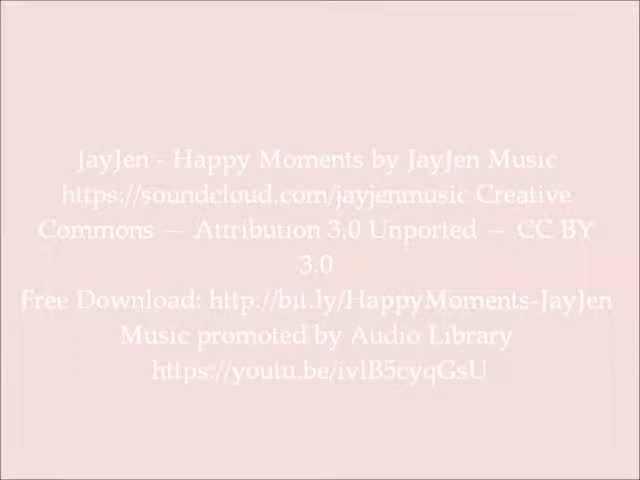 JayJen - Happy Moments by JayJen Music
https://soundcloud.com/jayjenmusic Creative
Commons — Attribution 3.0 Unported — CC BY
3.0
Free Download: http://bit.ly/HappyMoments-JayJen
Music promoted by Audio Library
https://youtu.be/ivlB5cyqGsU